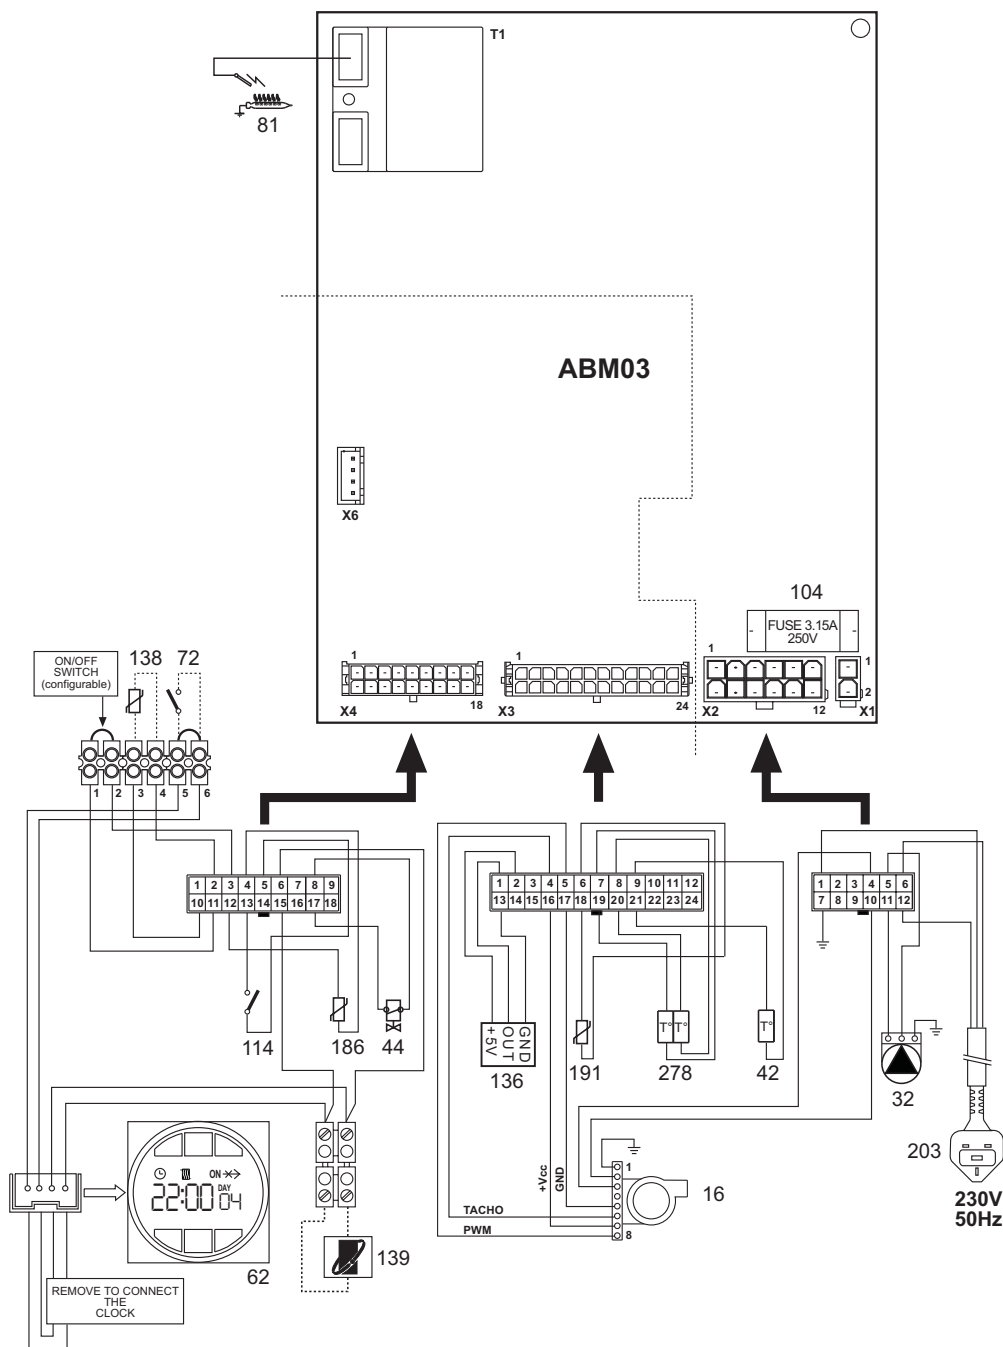 T1
81
ABM03
X6
104
FUSE 3.15A
250V
1
X4
18
1
X3
24
1
X2
12
1
2
X1
ON/OFF
SWITCH
(configurable)
138
72
1 2 3 4 5 6
1 2 3 4 5 6 7 8 9
10 11 12 13 14 15 16 17 18
1 2 3 4 5 6 7 8 9 10 11 12
13 14 15 16 17 18 19 20 21 22 23 24
1 2 3 4 5 6
7 8 9 10 11 12
114
186
44
+5V
OUT
GND
136
191
T° T°
278
T°
42
32
203
230V
50Hz
ON
22:00
DAY
04
62
139
REMOVE TO CONNECT
THE
CLOCK
+Vcc
GND
TACHO
PWM
1
8
16